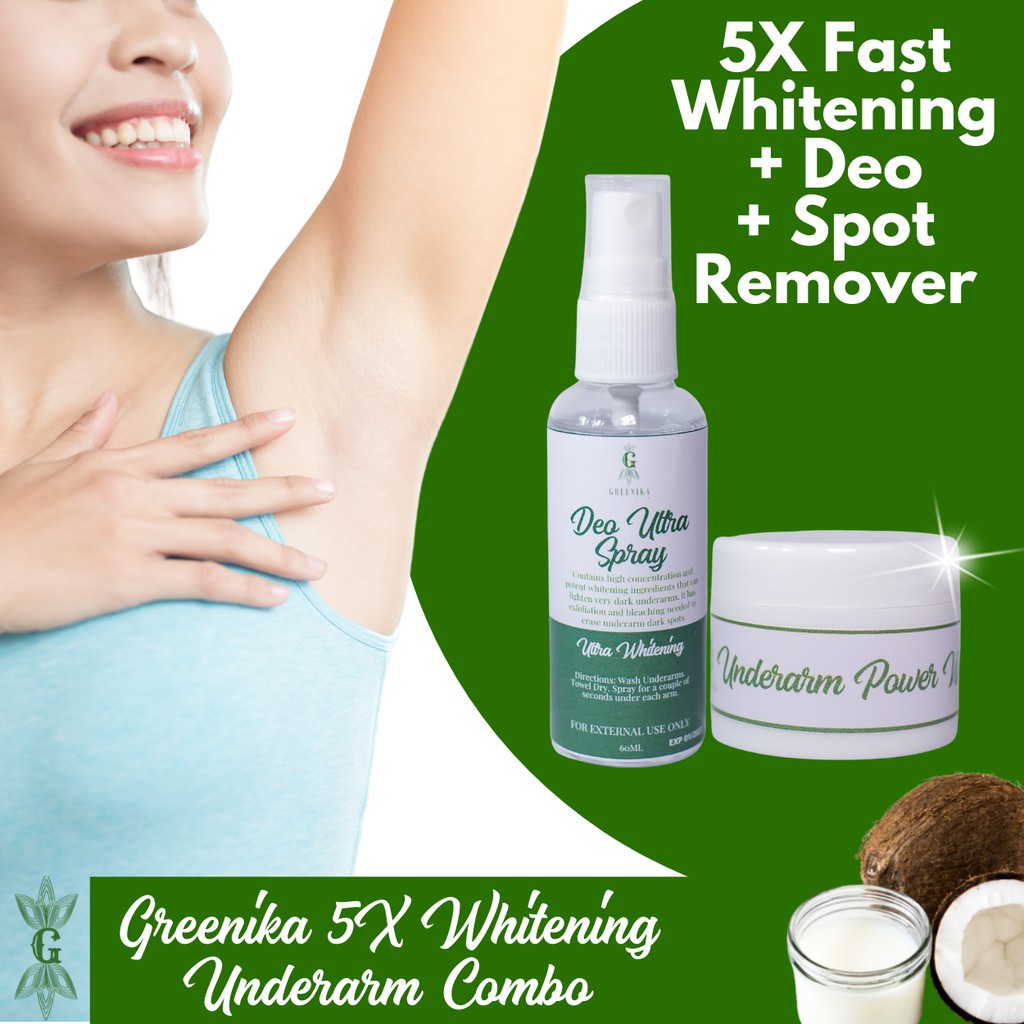 5X Fast
Whitening
+ Deo
+ Spot
Remover
G
GREENIKA
Deo Ultra
Spray
Contains high concentration and
potent whitening ingredients that can
lighten very dark underarms, it has
exfoliation and bleaching needed to
erase underarm dark spots.
Ultra Whitening
Directions: Wash Underarms.
Towel Dry. Spray for a couple of
seconds under each arm.
FOR EXTERNAL USE ONLY
60ML
EXP 01/
Underarm Power
G
Greenika 5X Whitening
Underarm Combo